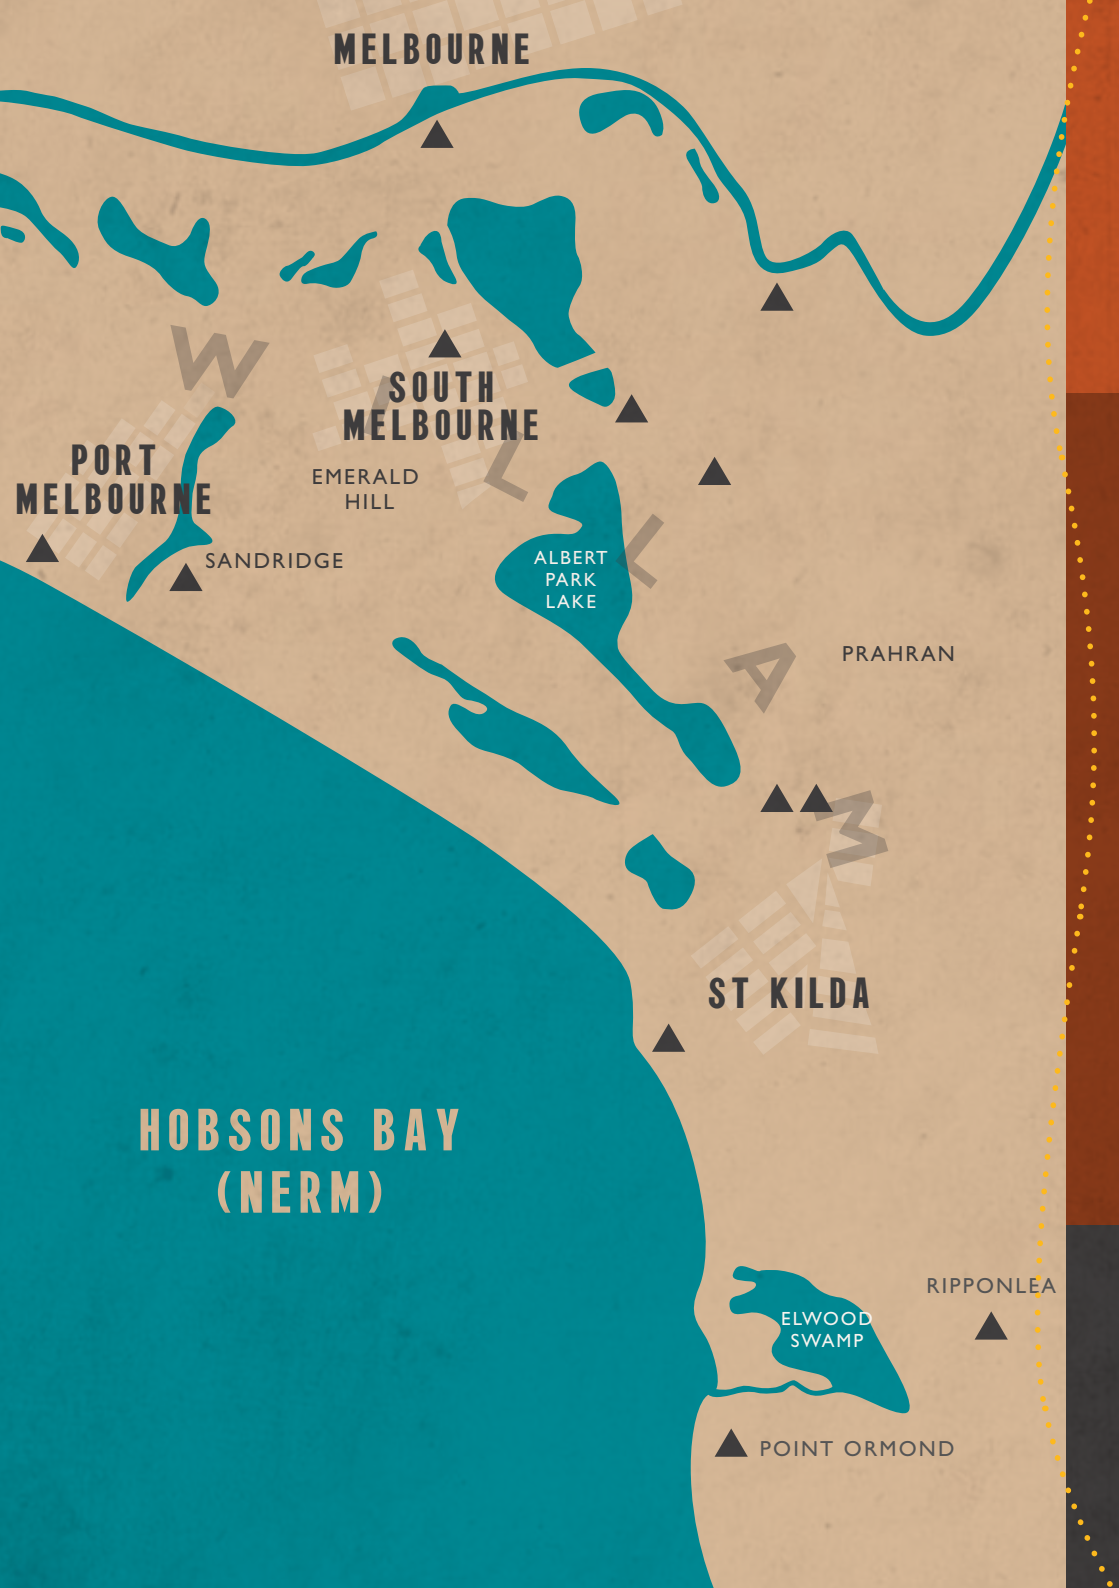 MELBOURNE
SOUTH
MELBOURNE
PORT
MELBOURNE
EMERALD
HILL
SANDRIDGE
ALBERT
PARK
LAKE
WILLAM
PRAHRAN
ST KILDA
HOBSONS BAY
(NERM)
RIPPONLEA
ELWOOD
SWAMP
POINT ORMOND